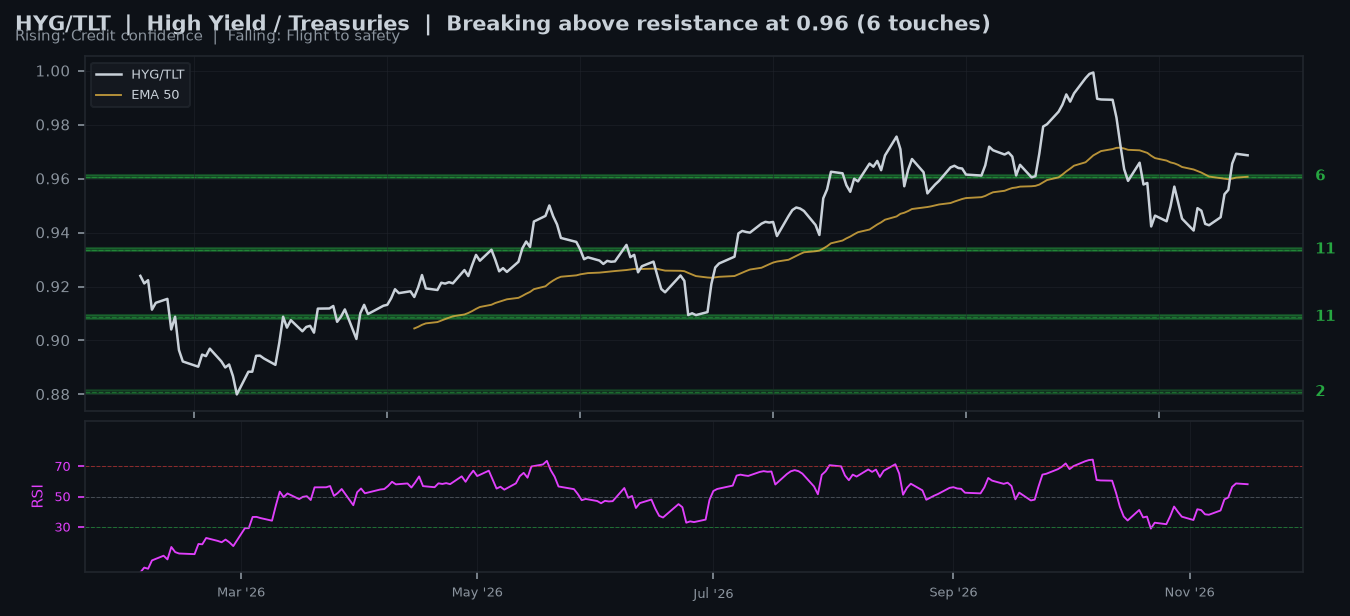 HYG/TLT | High Yield / Treasuries | Breaking above resistance at 0.96 (6 touches)
Rising: Credit confidence | Falling: Flight to safety
HYG/TLT
EMA 50
1.00
0.98
0.96
0.94
0.92
0.90
0.88
6
11
11
2
RSI
70
50
30
Mar '26
May '26
Jul '26
Sep '26
Nov '26